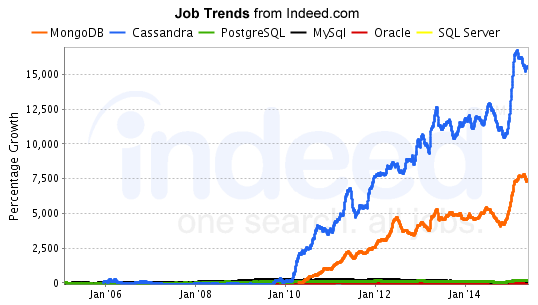 Job Trends from Indeed.com
MongoDB Cassandra PostgreSQL MySql Oracle SQL Server
Percentage Growth
15,000
12,500
10,000
7,500
5,000
2,500
0
Jan '06 Jan '08 Jan '10 Jan '12 Jan '14
indeed
one search. all jobs.